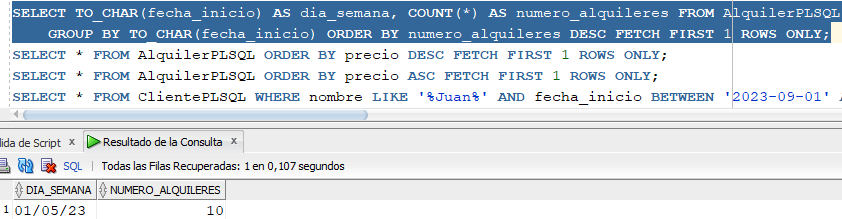 SELECT TO_CHAR(fecha_inicio) AS dia_semana, COUNT(*) AS numero_alquileres FROM AlquilerPLSQL
GROUP BY TO_CHAR(fecha_inicio) ORDER BY numero_alquileres DESC FETCH FIRST 1 ROWS ONLY;
SELECT * FROM AlquilerPLSQL ORDER BY precio DESC FETCH FIRST 1 ROWS ONLY;
SELECT * FROM AlquilerPLSQL ORDER BY precio ASC FETCH FIRST 1 ROWS ONLY;
SELECT * FROM ClientePLSQL WHERE nombre LIKE '%Juan%' AND fecha_inicio BETWEEN '2023-09-01'
lida de Script x Resultado de la Consulta x
SQL | Todas las Filas Recuperadas: 1 en 0,107 segundos
DIA_SEMANA NUMERO_ALQUILERES
1 01/05/23 10